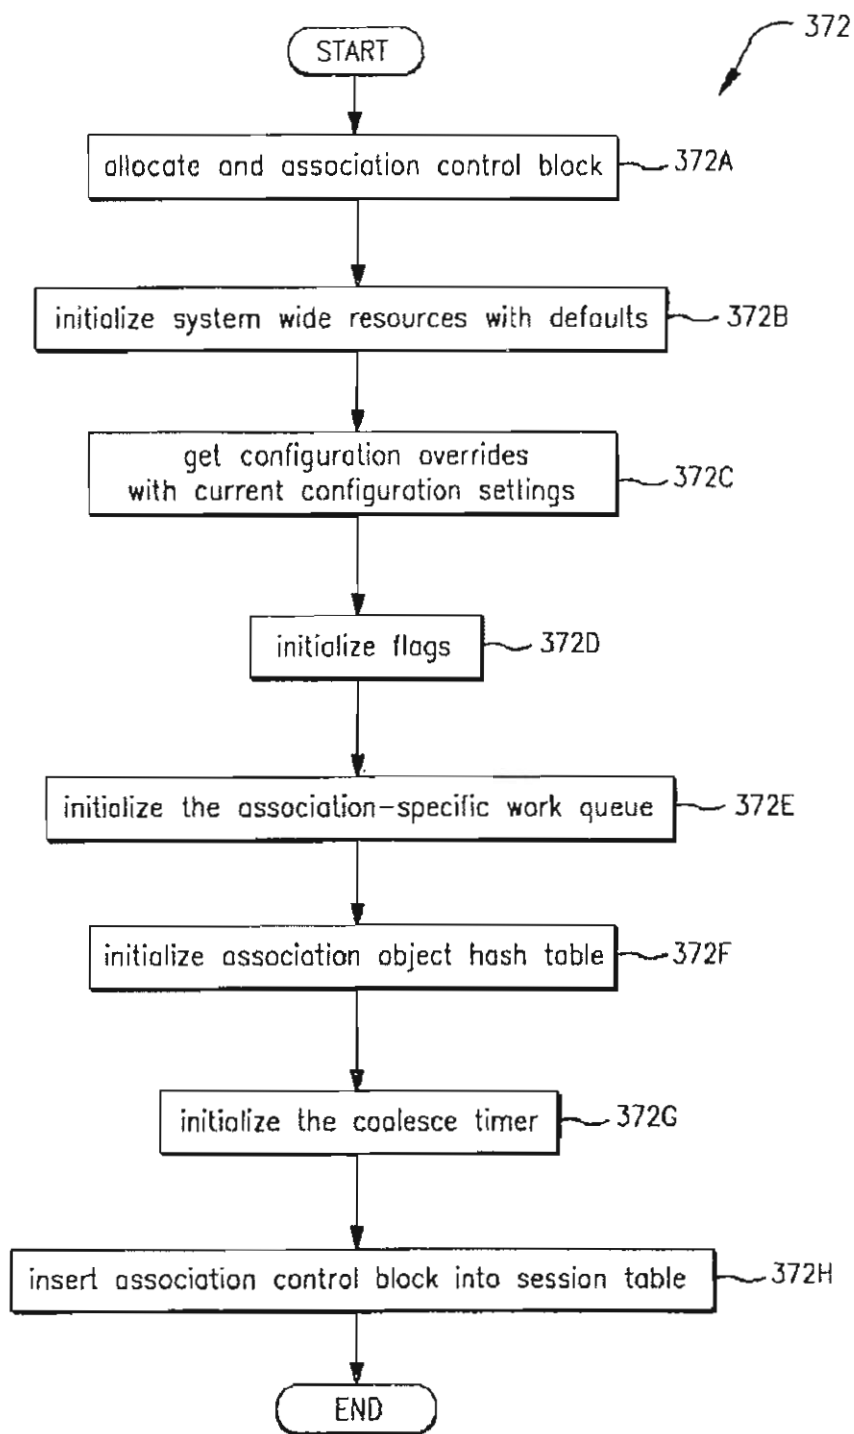 372
START
allocate and association control block
372A
initialize system wide resources with defaults
372B
get configuration overrides
with current configuration settings
372C
initialize flags
372D
initialize the association-specific work queue
372E
initialize association object hash table
372F
initialize the coalesce timer
372G
insert association control block into session table
372H
END